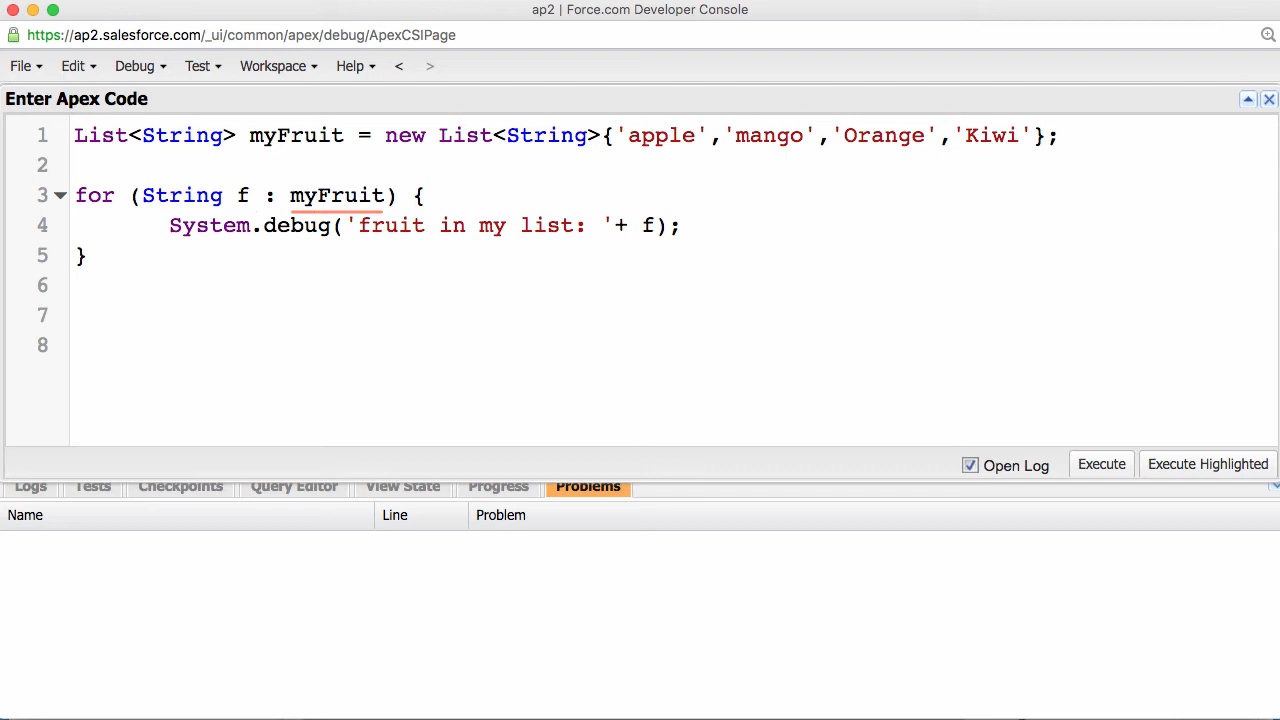 ap2 | Force.com Developer Console
https://ap2.salesforce.com/_ui/common/apex/debug/ApexCSIPage
File Edit Debug Test Workspace Help < >
Enter Apex Code
1 List<String> myFruit = new List<String>{'apple','mango','Orange','Kiwi'};
2
3 for (String f : myFruit) {
4 System.debug('fruit in my list: '+ f);
5 }
6
7
8
Open Log Execute Execute Highlighted
Logs Tests Checkpoints Query Editor View State Progress Problems
Name Line Problem